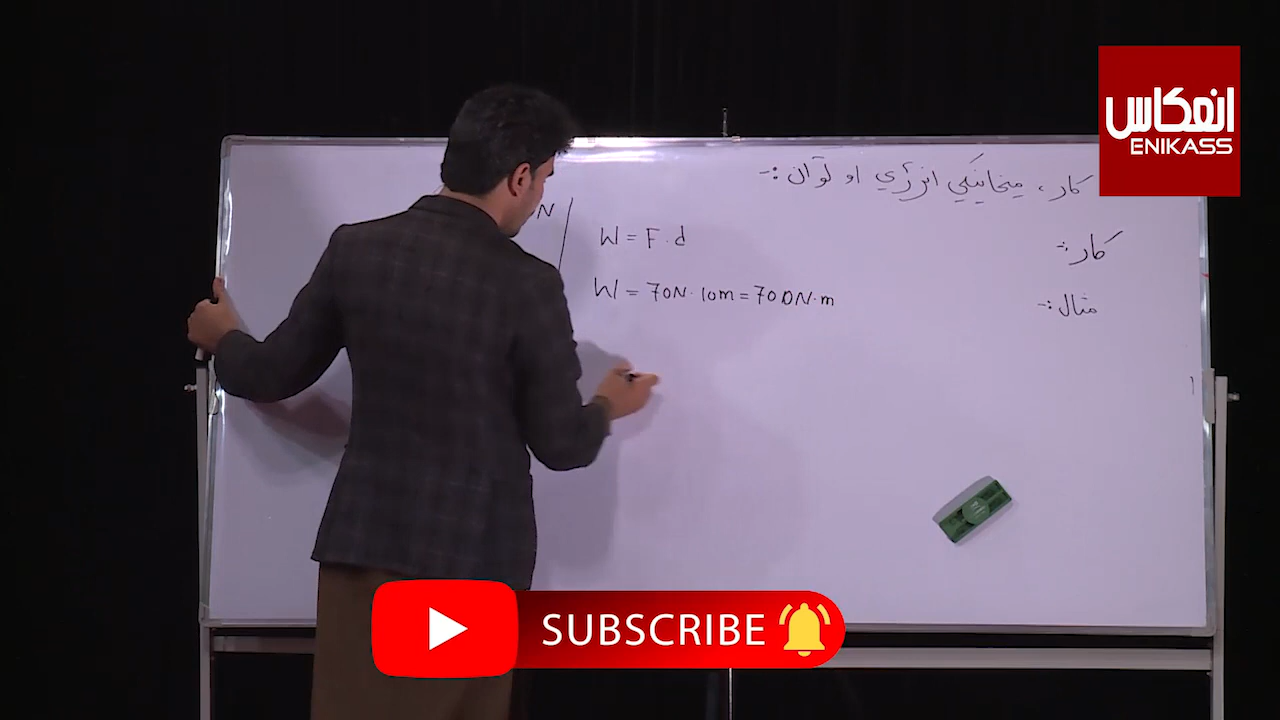 انعکاس
ENIKASS
کار، میخانیکي انرژي او توان:-
کار:-
مثال:-
N
W = F . d
W = 70N . 10m = 700N.m
SUBSCRIBE